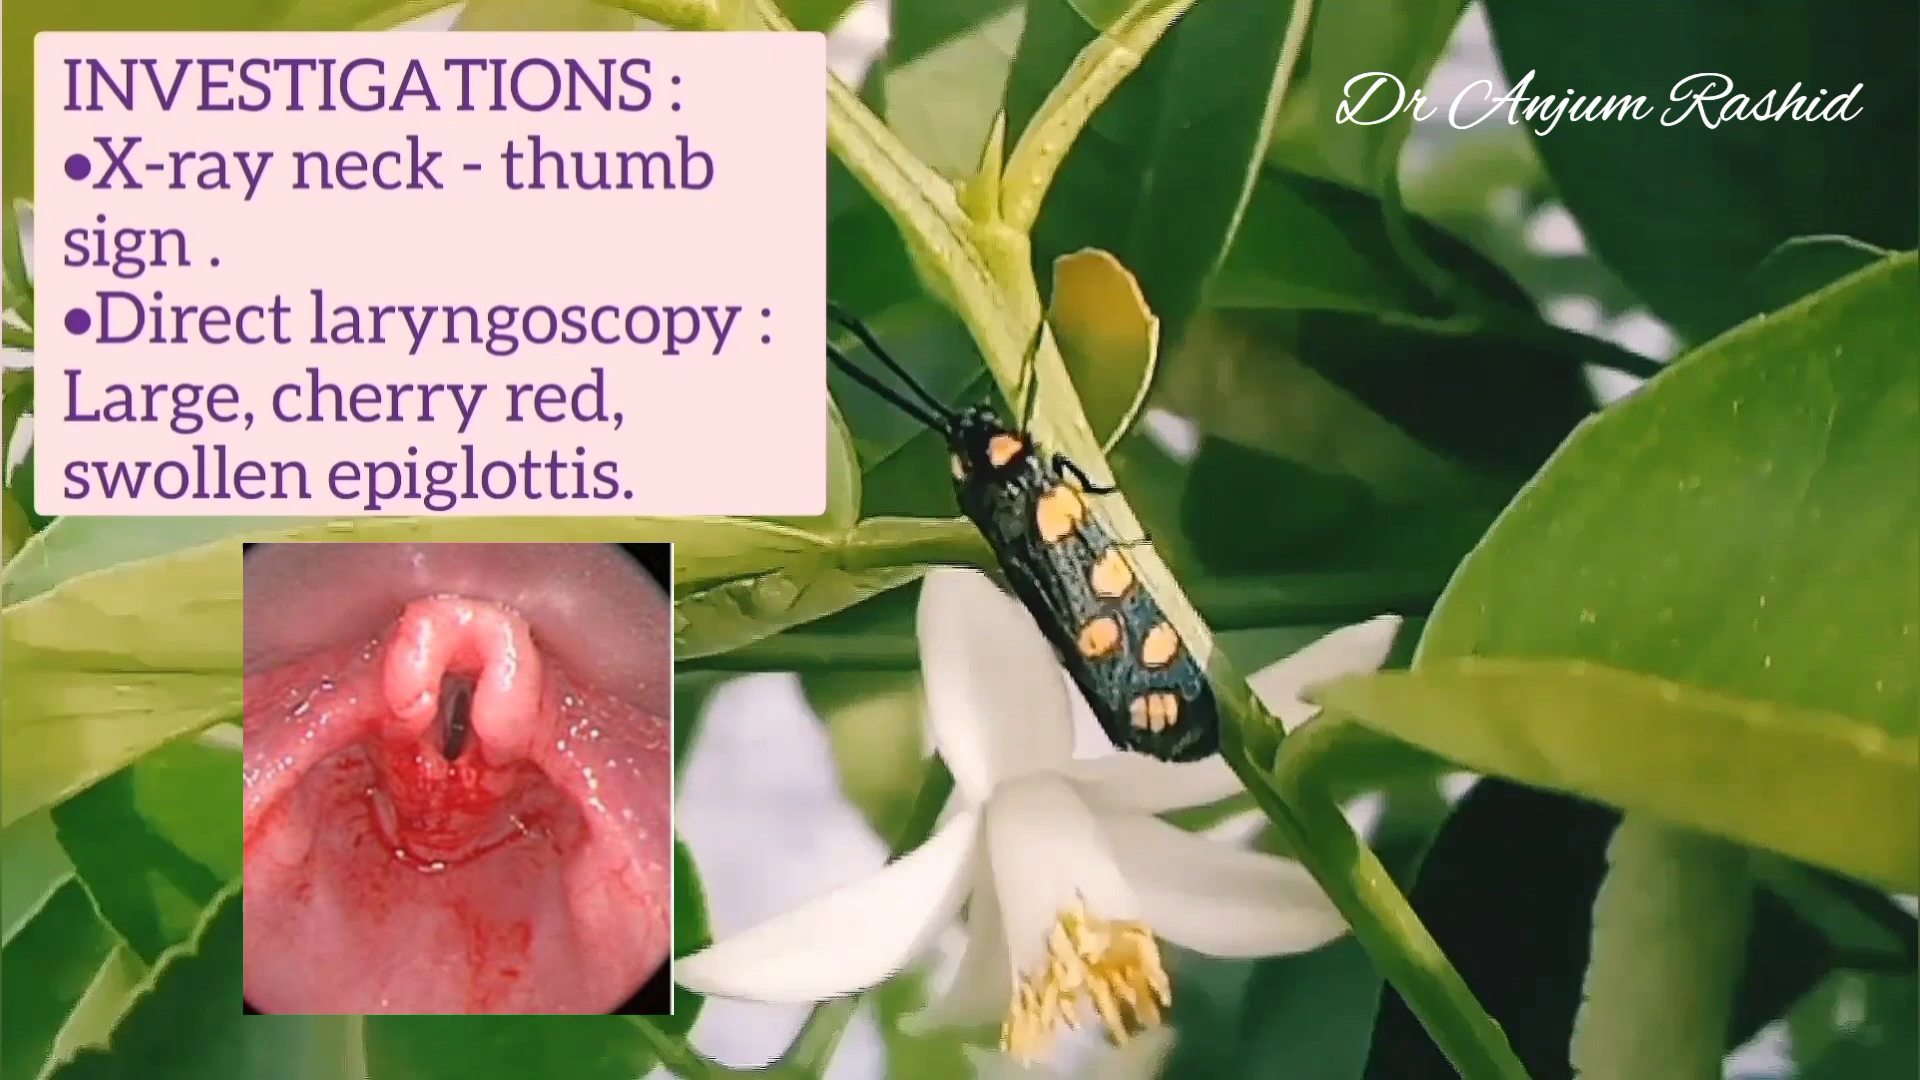 INVESTIGATIONS :
•X-ray neck - thumb
sign .
•Direct laryngoscopy :
Large, cherry red,
swollen epiglottis.
Dr Anjum Rashid